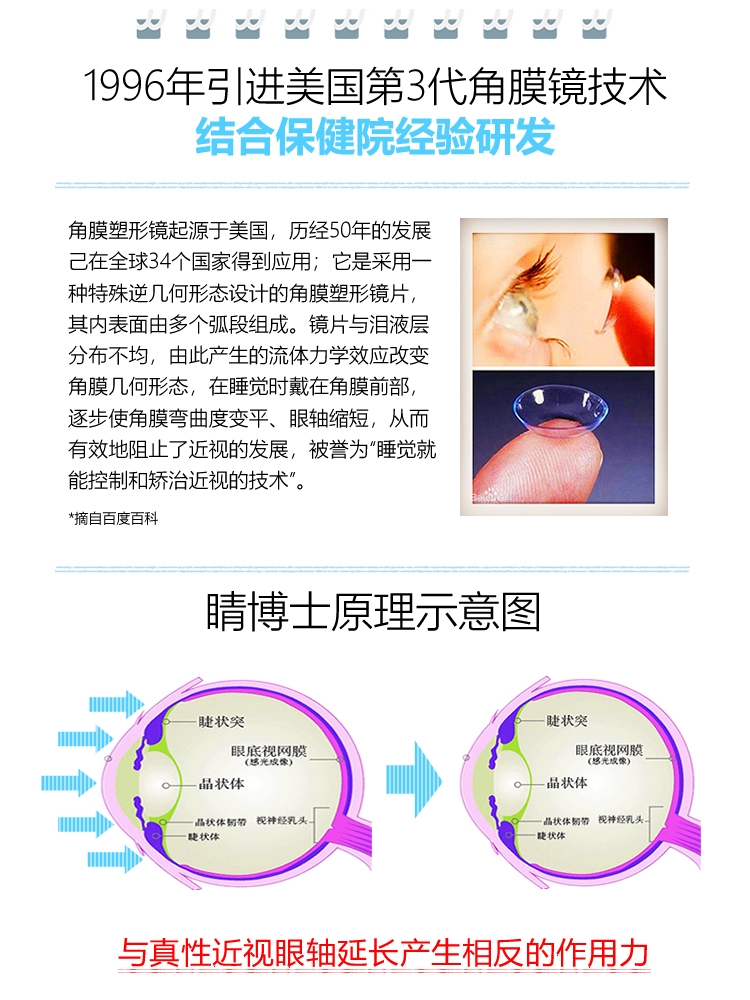 1996年引进美国第3代角膜镜技术
结合保健院经验研发
角膜塑形镜起源于美国，历经50年的发展
己在全球34个国家得到应用；它是采用一
种特殊逆几何形态设计的角膜塑形镜片，
其内表面由多个弧段组成。镜片与泪液层
分布不均，由此产生的流体力学效应改变
角膜几何形态，在睡觉时戴在角膜前部，
逐步使角膜弯曲度变平、眼轴缩短，从而
有效地阻止了近视的发展，被誉为“睡觉就
能控制和矫治近视的技术”。
*摘自百度百科
睛博士原理示意图
睫状突
眼底视网膜
(感光成像)
晶状体
晶状体韧带
视神经乳头
睫状体
睫状突
眼底视网膜
(感光成像)
晶状体
晶状体韧带
视神经乳头
睫状体
与真性近视眼轴延长产生相反的作用力